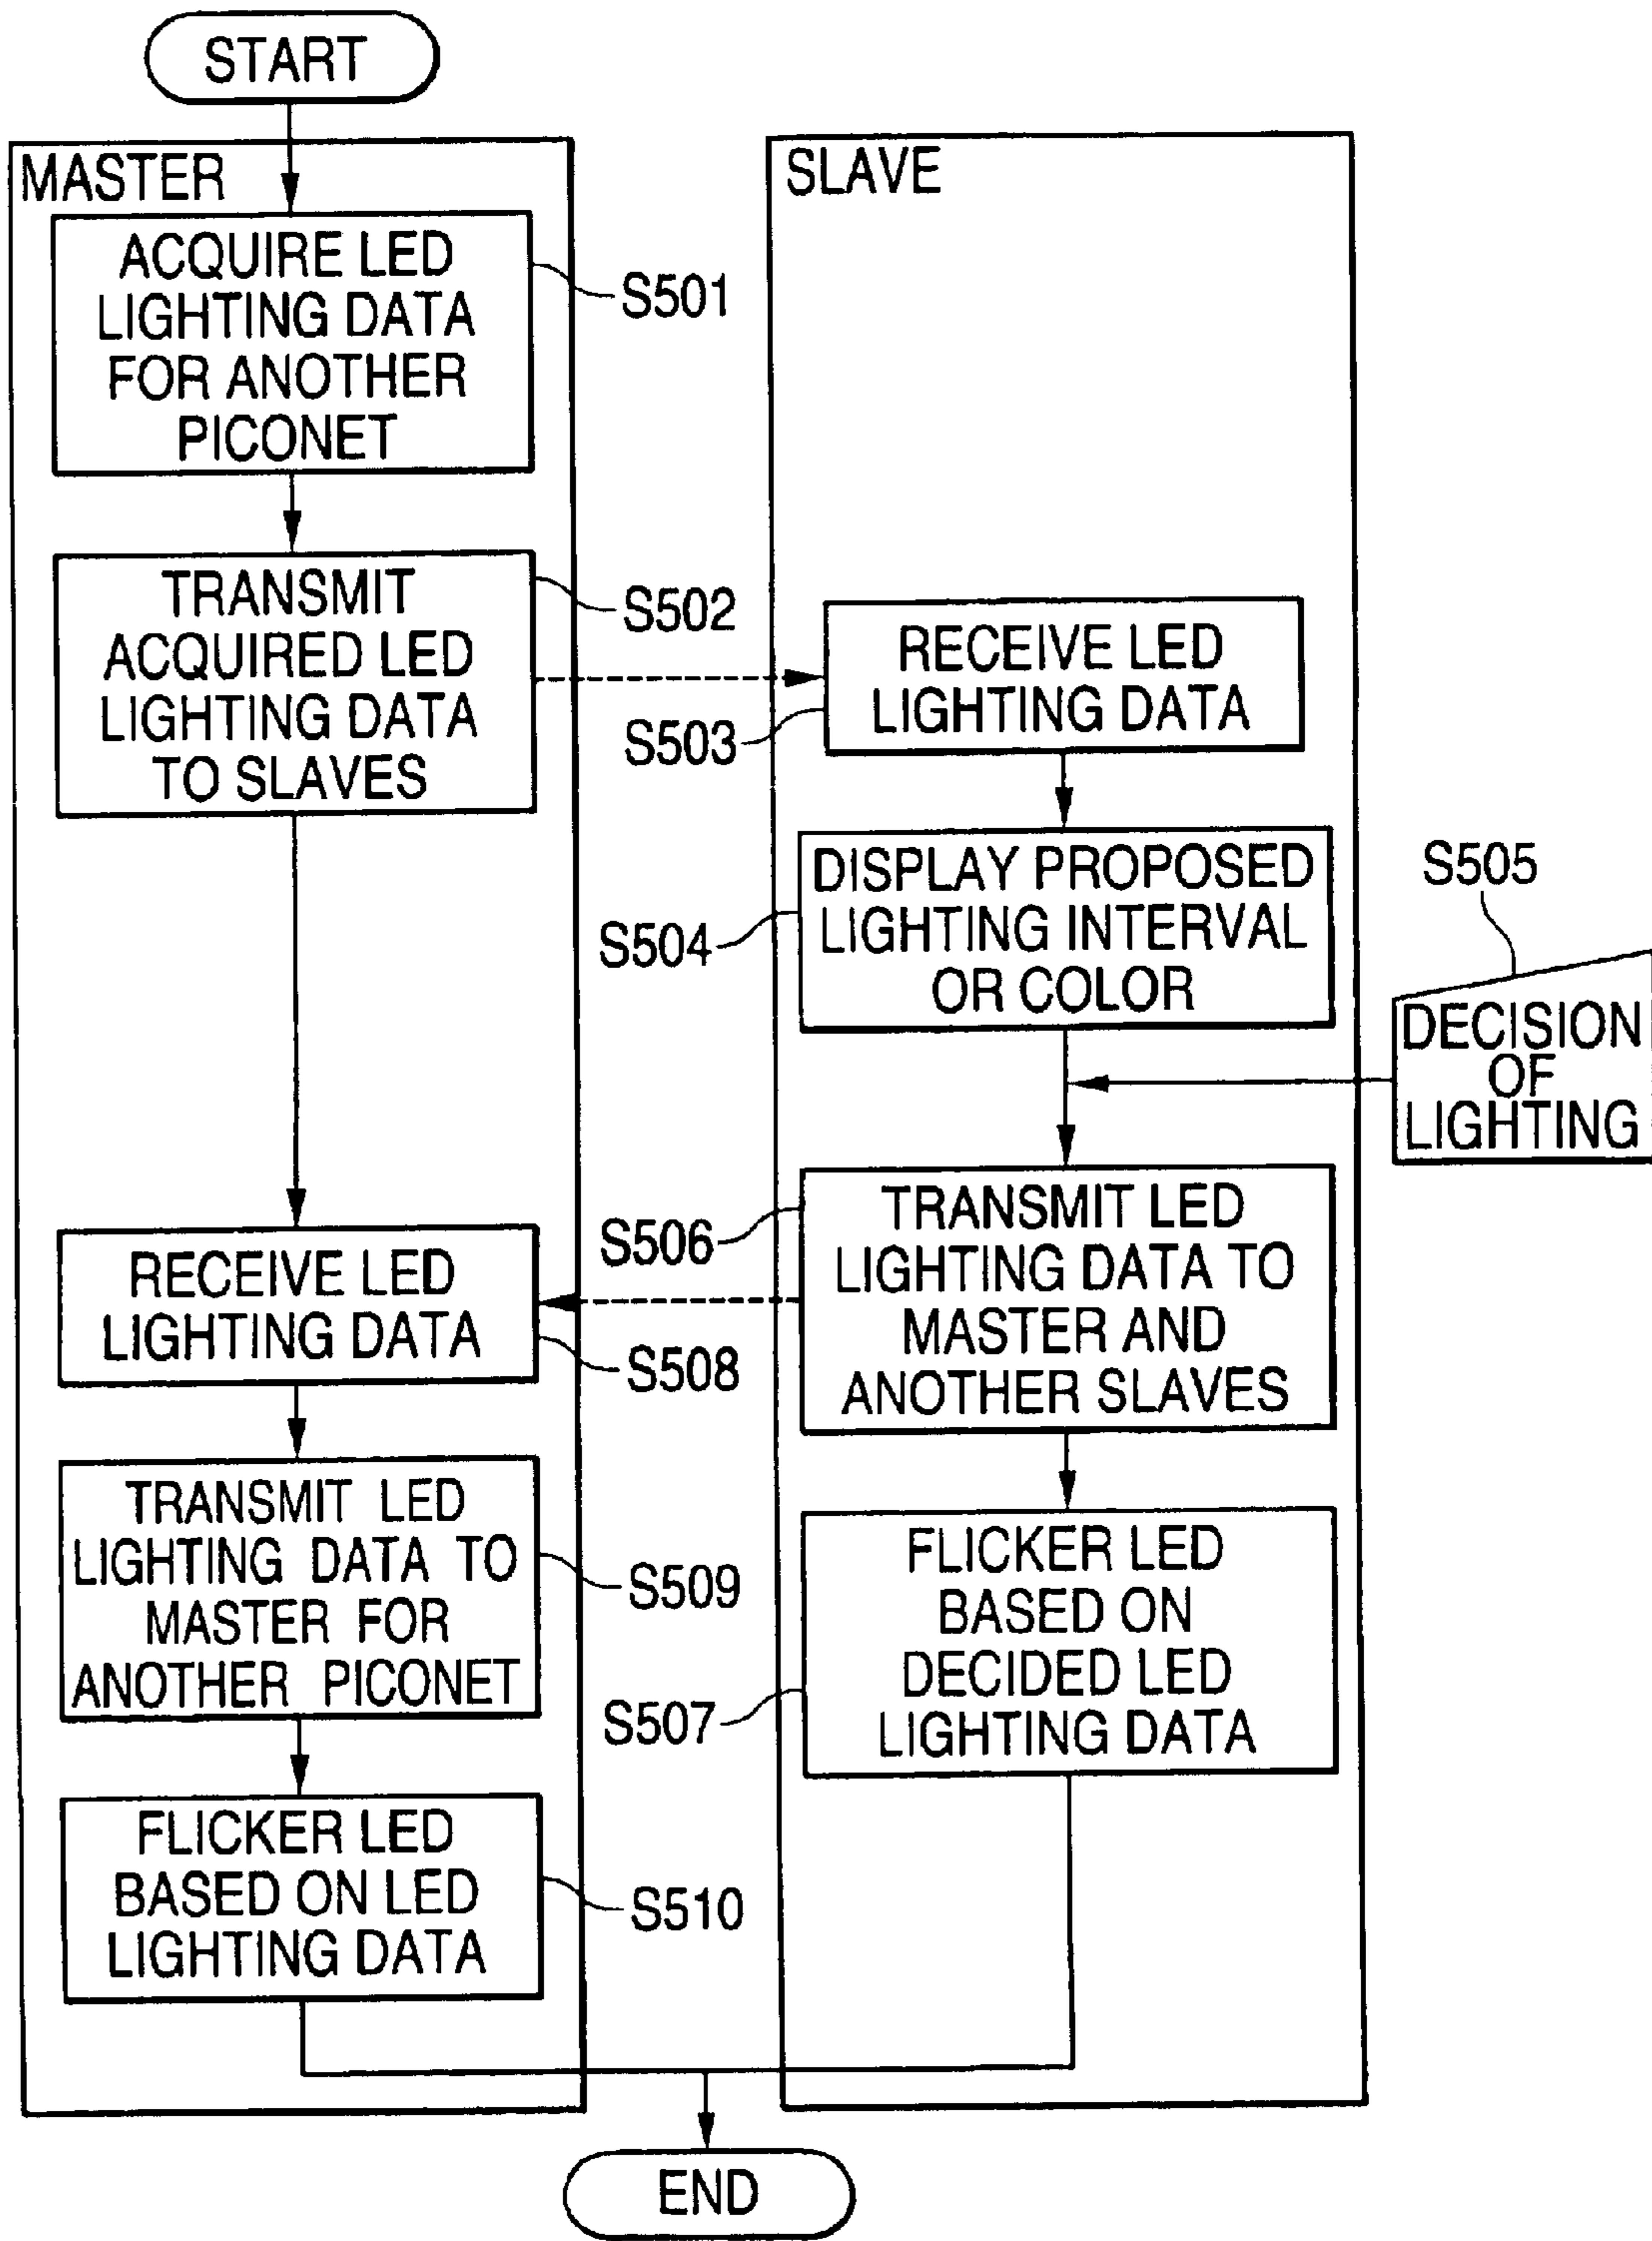 START
MASTER
ACQUIRE LED
LIGHTING DATA
FOR ANOTHER
PICONET
S501
TRANSMIT
ACQUIRED LED
LIGHTING DATA
TO SLAVES
S502
RECEIVE LED
LIGHTING DATA
S508
TRANSMIT LED
LIGHTING DATA TO
MASTER FOR
ANOTHER PICONET
S509
FLICKER LED
BASED ON LED
LIGHTING DATA
S510
SLAVE
RECEIVE LED
LIGHTING DATA
S503
DISPLAY PROPOSED
LIGHTING INTERVAL
OR COLOR
S504
S505
DECISION
OF
LIGHTING
TRANSMIT LED
LIGHTING DATA TO
MASTER AND
ANOTHER SLAVES
S506
FLICKER LED
BASED ON
DECIDED LED
LIGHTING DATA
S507
END